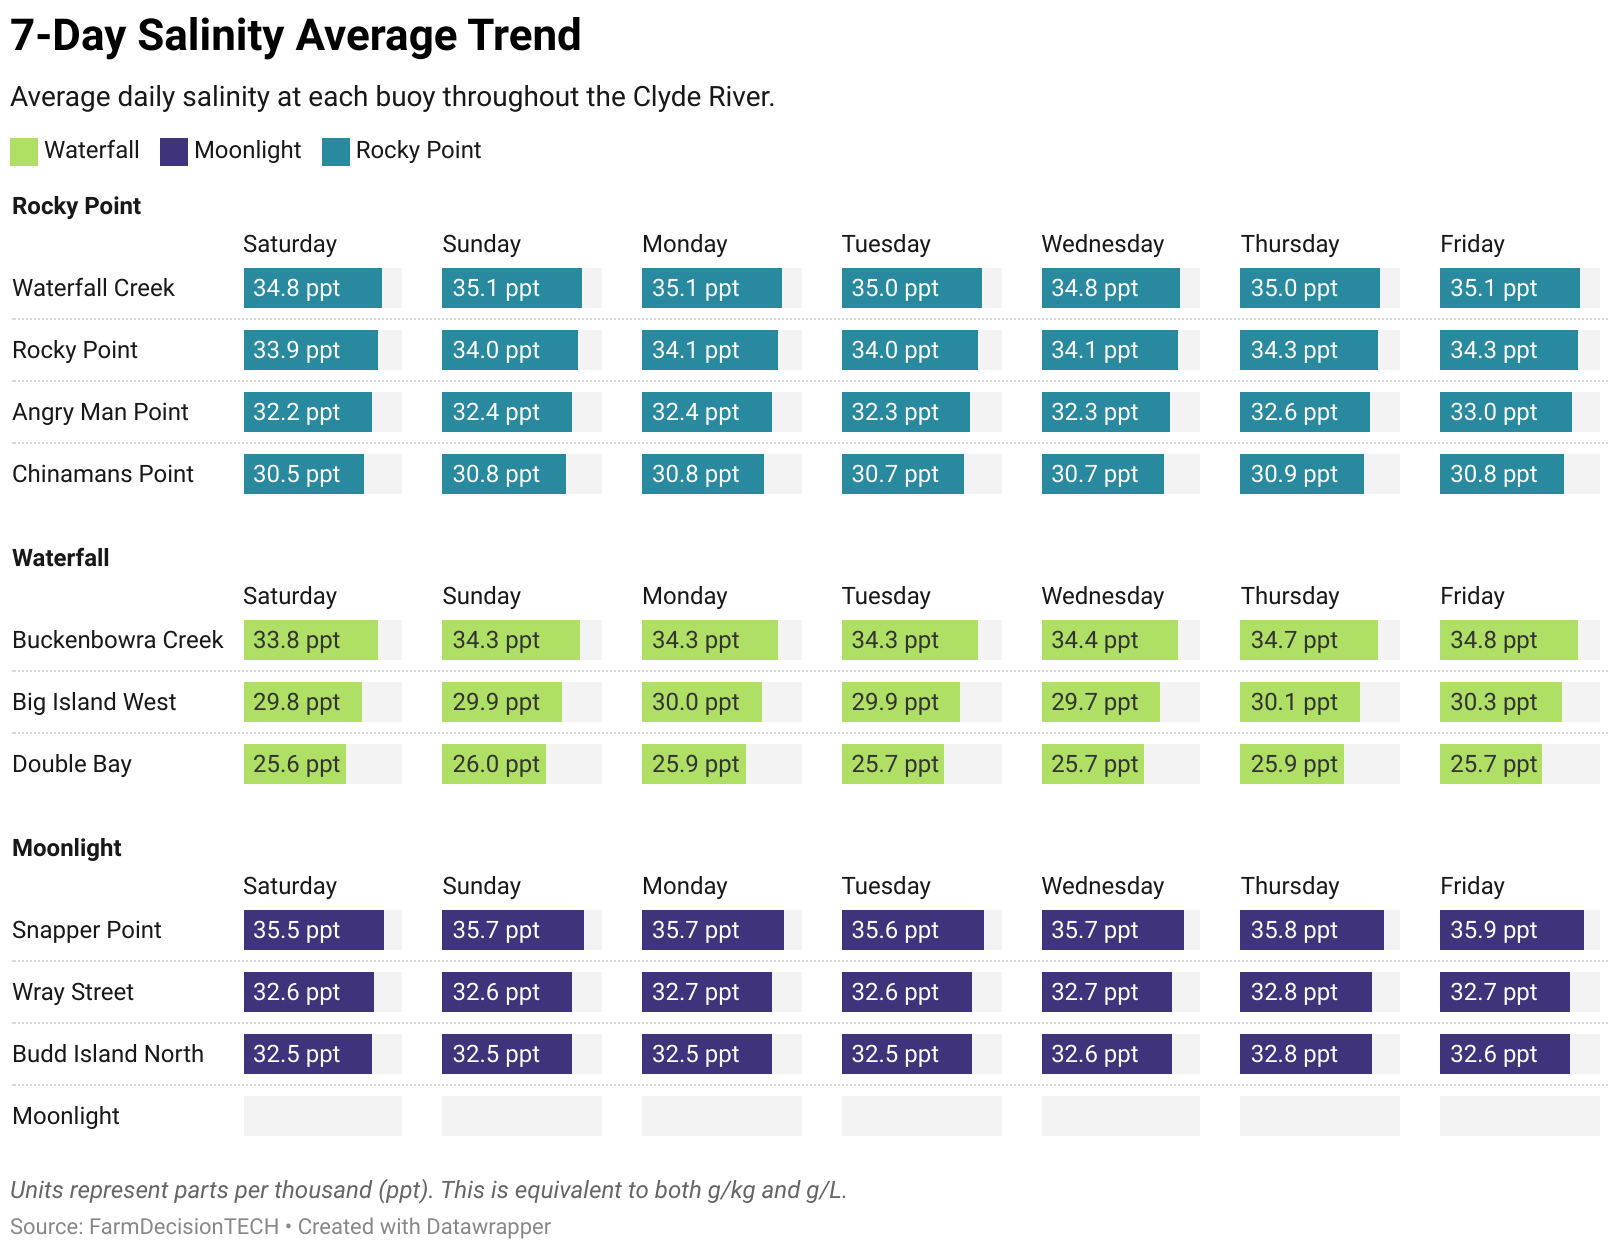 7-Day Salinity Average Trend
Average daily salinity at each buoy throughout the Clyde River.
Waterfall Moonlight Rocky Point
Rocky Point
Saturday Sunday Monday Tuesday Wednesday Thursday Friday
Waterfall Creek 34.8 ppt 35.1 ppt 35.1 ppt 35.0 ppt 34.8 ppt 35.0 ppt 35.1 ppt
Rocky Point 33.9 ppt 34.0 ppt 34.1 ppt 34.0 ppt 34.1 ppt 34.3 ppt 34.3 ppt
Angry Man Point 32.2 ppt 32.4 ppt 32.4 ppt 32.3 ppt 32.3 ppt 32.6 ppt 33.0 ppt
Chinamans Point 30.5 ppt 30.8 ppt 30.8 ppt 30.7 ppt 30.7 ppt 30.9 ppt 30.8 ppt
Waterfall
Saturday Sunday Monday Tuesday Wednesday Thursday Friday
Buckenbowra Creek 33.8 ppt 34.3 ppt 34.3 ppt 34.3 ppt 34.4 ppt 34.7 ppt 34.8 ppt
Big Island West 29.8 ppt 29.9 ppt 30.0 ppt 29.9 ppt 29.7 ppt 30.1 ppt 30.3 ppt
Double Bay 25.6 ppt 26.0 ppt 25.9 ppt 25.7 ppt 25.7 ppt 25.9 ppt 25.7 ppt
Moonlight
Saturday Sunday Monday Tuesday Wednesday Thursday Friday
Snapper Point 35.5 ppt 35.7 ppt 35.7 ppt 35.6 ppt 35.7 ppt 35.8 ppt 35.9 ppt
Wray Street 32.6 ppt 32.6 ppt 32.7 ppt 32.6 ppt 32.7 ppt 32.8 ppt 32.7 ppt
Budd Island North 32.5 ppt 32.5 ppt 32.5 ppt 32.5 ppt 32.6 ppt 32.8 ppt 32.6 ppt
Moonlight
Units represent parts per thousand (ppt). This is equivalent to both g/kg and g/L.
Source: FarmDecisionTECH • Created with Datawrapper